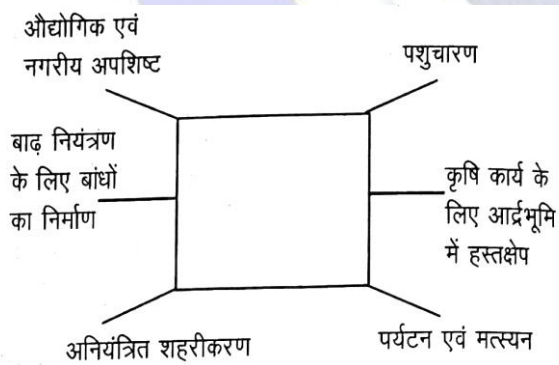 औद्योगिक एवं
नगरीय अपशिष्ट
पशुचारण
बाढ़ नियंत्रण
के लिए बांधों
का निर्माण
कृषि कार्य के
लिए आर्द्रभूमि
में हस्तक्षेप
अनियंत्रित शहरीकरण
पर्यटन एवं मत्स्यन